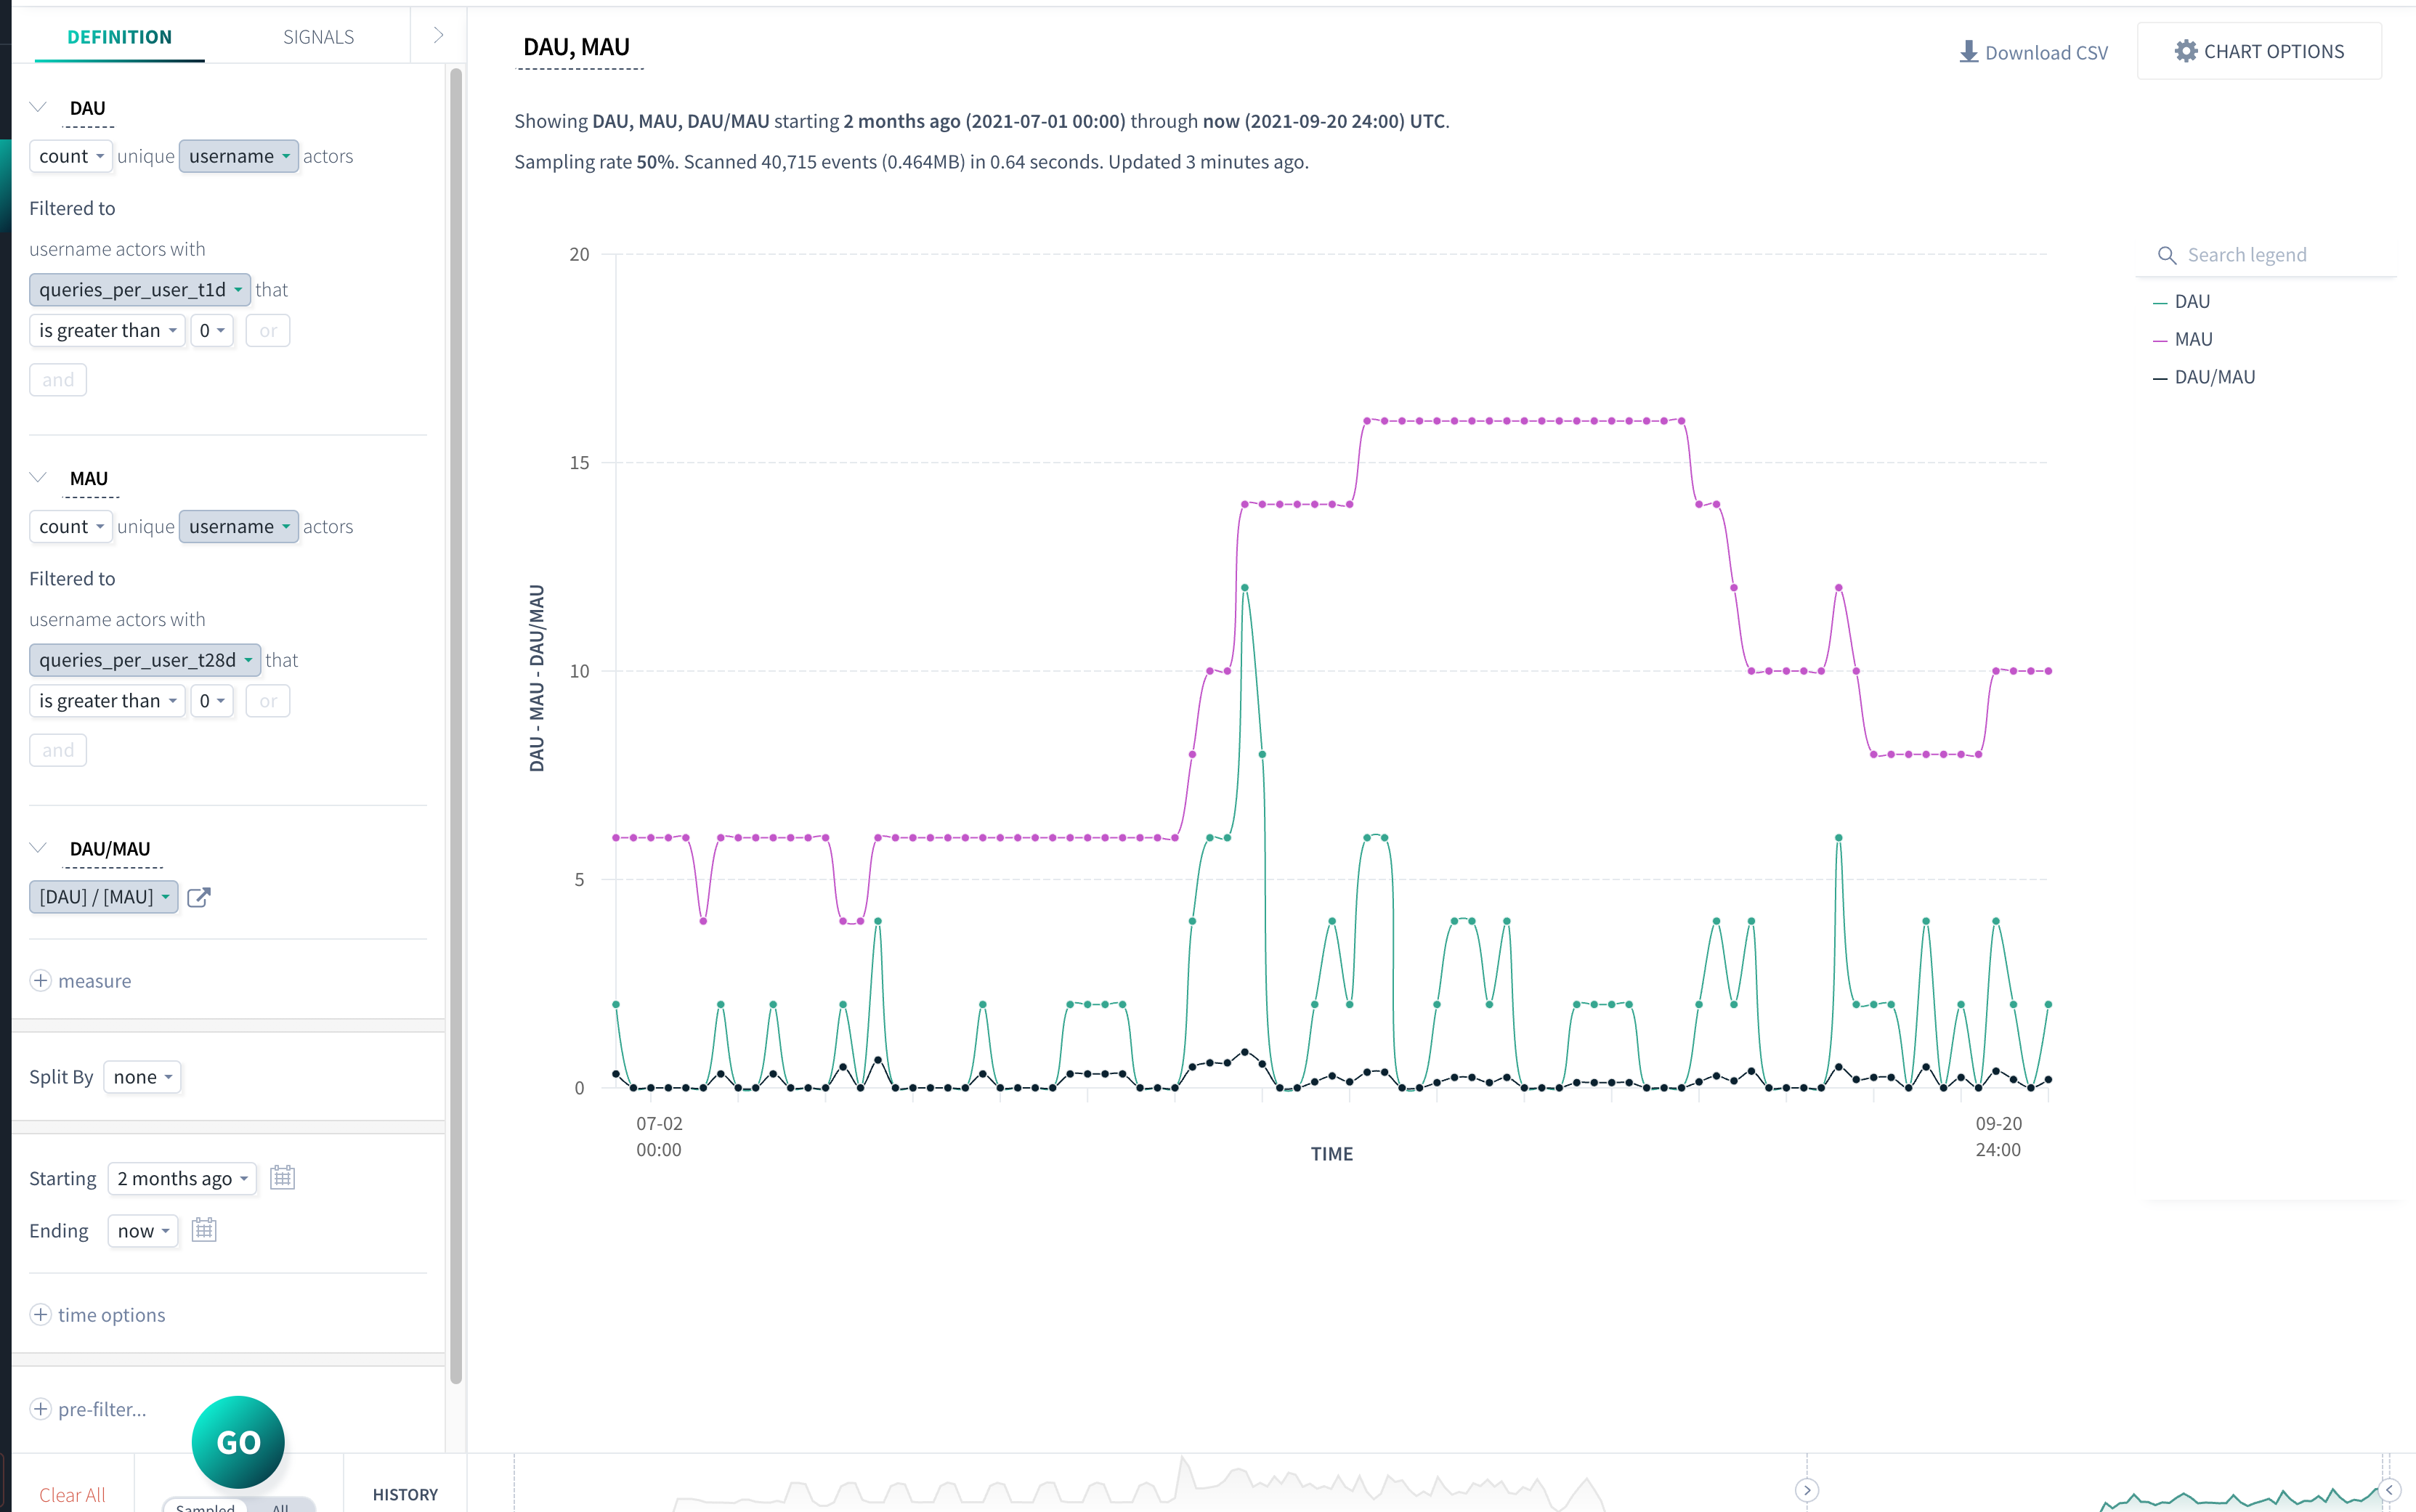 DEFINITION
SIGNALS
DAU
count unique username actors
Filtered to
username actors with
queries_per_user_t1d that
is greater than 0 or
and
MAU
count unique username actors
Filtered to
username actors with
queries_per_user_t28d that
is greater than 0 or
and
DAU/MAU
[DAU] / [MAU]
measure
Split By none
Starting 2 months ago
Ending now
time options
pre-filter...
GO
Clear All
Sampled All
HISTORY
DAU, MAU
Download CSV
CHART OPTIONS
Showing DAU, MAU, DAU/MAU starting 2 months ago (2021-07-01 00:00) through now (2021-09-20 24:00) UTC.
Sampling rate 50%. Scanned 40,715 events (0.464MB) in 0.64 seconds. Updated 3 minutes ago.
DAU - MAU - DAU/MAU
20
15
10
5
0
07-02
00:00
09-20
24:00
TIME
Search legend
DAU
MAU
DAU/MAU